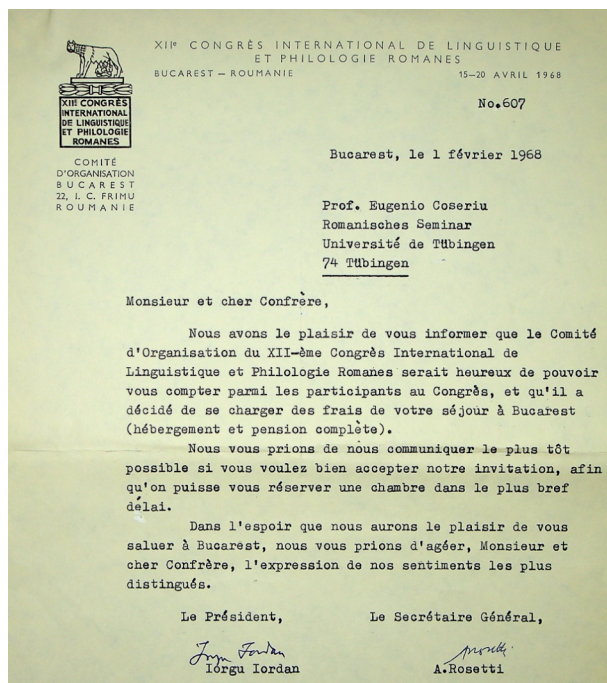 XIIe CONGRÈS INTERNATIONAL DE LINGUISTIQUE
ET PHILOLOGIE ROMANES
BUCAREST — ROUMANIE 15—20 AVRIL 1968
XIIE CONGRÈS
INTERNATIONAL
DE LINGUISTIQUE
ET PHILOLOGIE
ROMANES
COMITÉ
D'ORGANISATION
BUCAREST
22, I. C. FRIMU
ROUMANIE
No.607
Bucarest, le 1 février 1968
Prof. Eugenio Coseriu
Romanisches Seminar
Université de Tübingen
74 Tübingen
Monsieur et cher Confrère,
Nous avons le plaisir de vous informer que le Comité
d'Organisation du XII-ème Congrès International de
Linguistique et Philologie Romanes serait heureux de pouvoir
vous compter parmi les participants au Congrès, et qu'il a
décidé de se charger des frais de votre séjour à Bucarest
(hébergement et pension complète).
Nous vous prions de nous communiquer le plus tôt
possible si vous voulez bien accepter notre invitation, afin
qu'on puisse vous réserver une chambre dans le plus bref
délai.
Dans l'espoir que nous aurons le plaisir de vous
saluer à Bucarest, nous vous prions d'agéer, Monsieur et
cher Confrère, l'expression de nos sentiments les plus
distingués.
Le Président, Le Secrétaire Général,
Iorgu Iordan Arosetti
Iorgu Iordan A.Rosetti